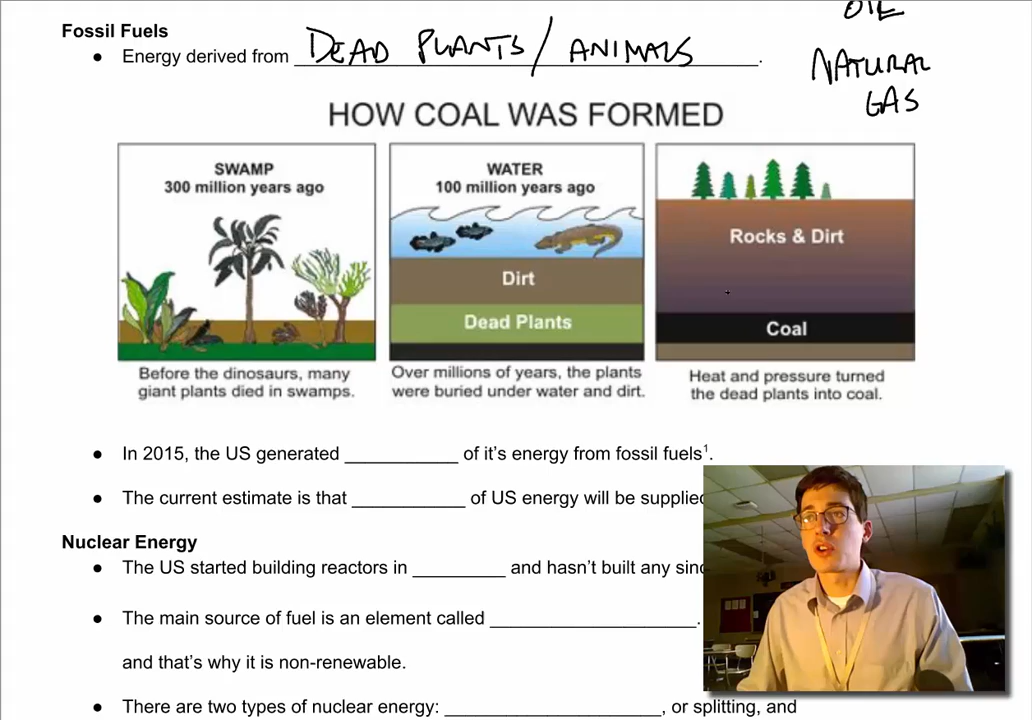 OIL
Fossil Fuels
● Energy derived from DEAD PLANTS / ANIMALS.
NATURAL
GAS
HOW COAL WAS FORMED
SWAMP
300 million years ago
WATER
100 million years ago
Dirt
Dead Plants
Rocks & Dirt
Coal
Before the dinosaurs, many
giant plants died in swamps.
Over millions of years, the plants
were buried under water and dirt.
Heat and pressure turned
the dead plants into coal.
● In 2015, the US generated ___________ of it's energy from fossil fuels¹.
● The current estimate is that ___________ of US energy will be supplied
Nuclear Energy
● The US started building reactors in _________ and hasn't built any sinc
● The main source of fuel is an element called ____________________.
and that's why it is non-renewable.
● There are two types of nuclear energy: _____________________, or splitting, and